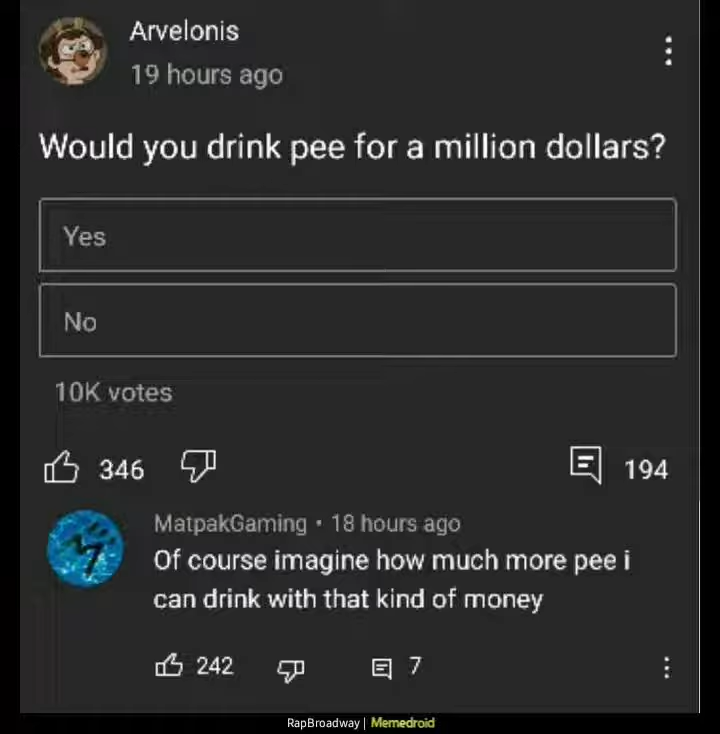 Arvelonis
19 hours ago
Would you drink pee for a million dollars?
Yes
No
10K votes
346
194
MatpakGaming • 18 hours ago
Of course imagine how much more pee i
can drink with that kind of money
242
7
RapBroadway | Memedroid